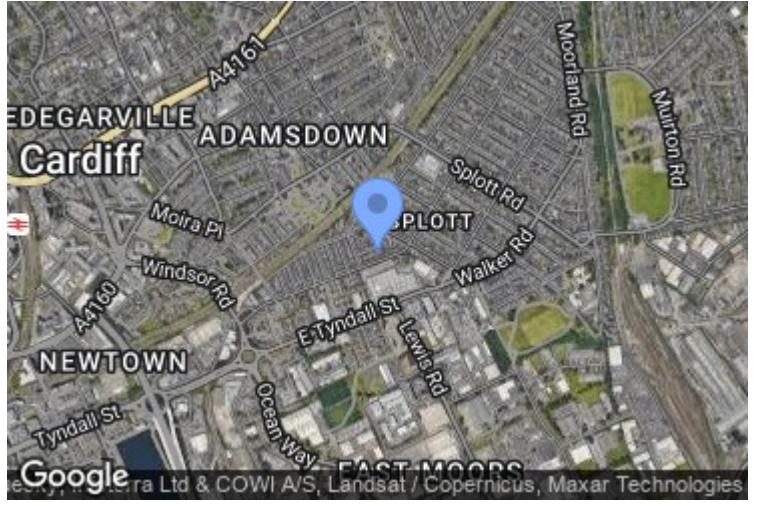 A4161
Moorland Rd
EDEGARVILLE
ADAMSDOWN
Muirton Rd
Cardiff
Splott Rd
Moira Pl
SPLOTT
Walker Rd
Windsor Rd
A4160
E Tyndall St
NEWTOWN
Lewis Rd
Ocean Way
Tyndall St
EAST MOORS
Google
rra Ltd & COWI A/S, Landsat / Copernicus, Maxar Technologies